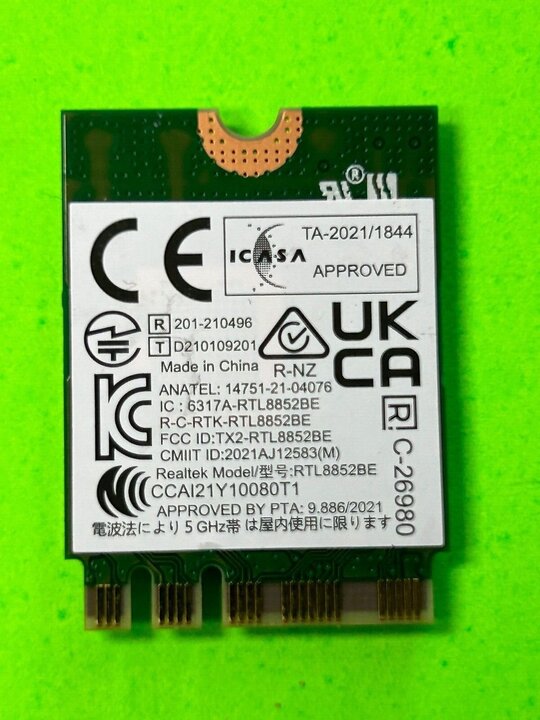 CE
ICASA
TA-2021/1844
APPROVED
R 201-210496
T D210109201
R-NZ
UK
CA
Made in China
ANATEL: 14751-21-04076
IC : 6317A-RTL8852BE
R-C-RTK-RTL8852BE
FCC ID:TX2-RTL8852BE
CMIIT ID:2021AJ12583(M)
Realtek Model/型号:RTL8852BE
CCAI21Y10080T1
APPROVED BY PTA: 9.886/2021
電波法により5 GHz帯は屋内使用に限ります
R C-26980